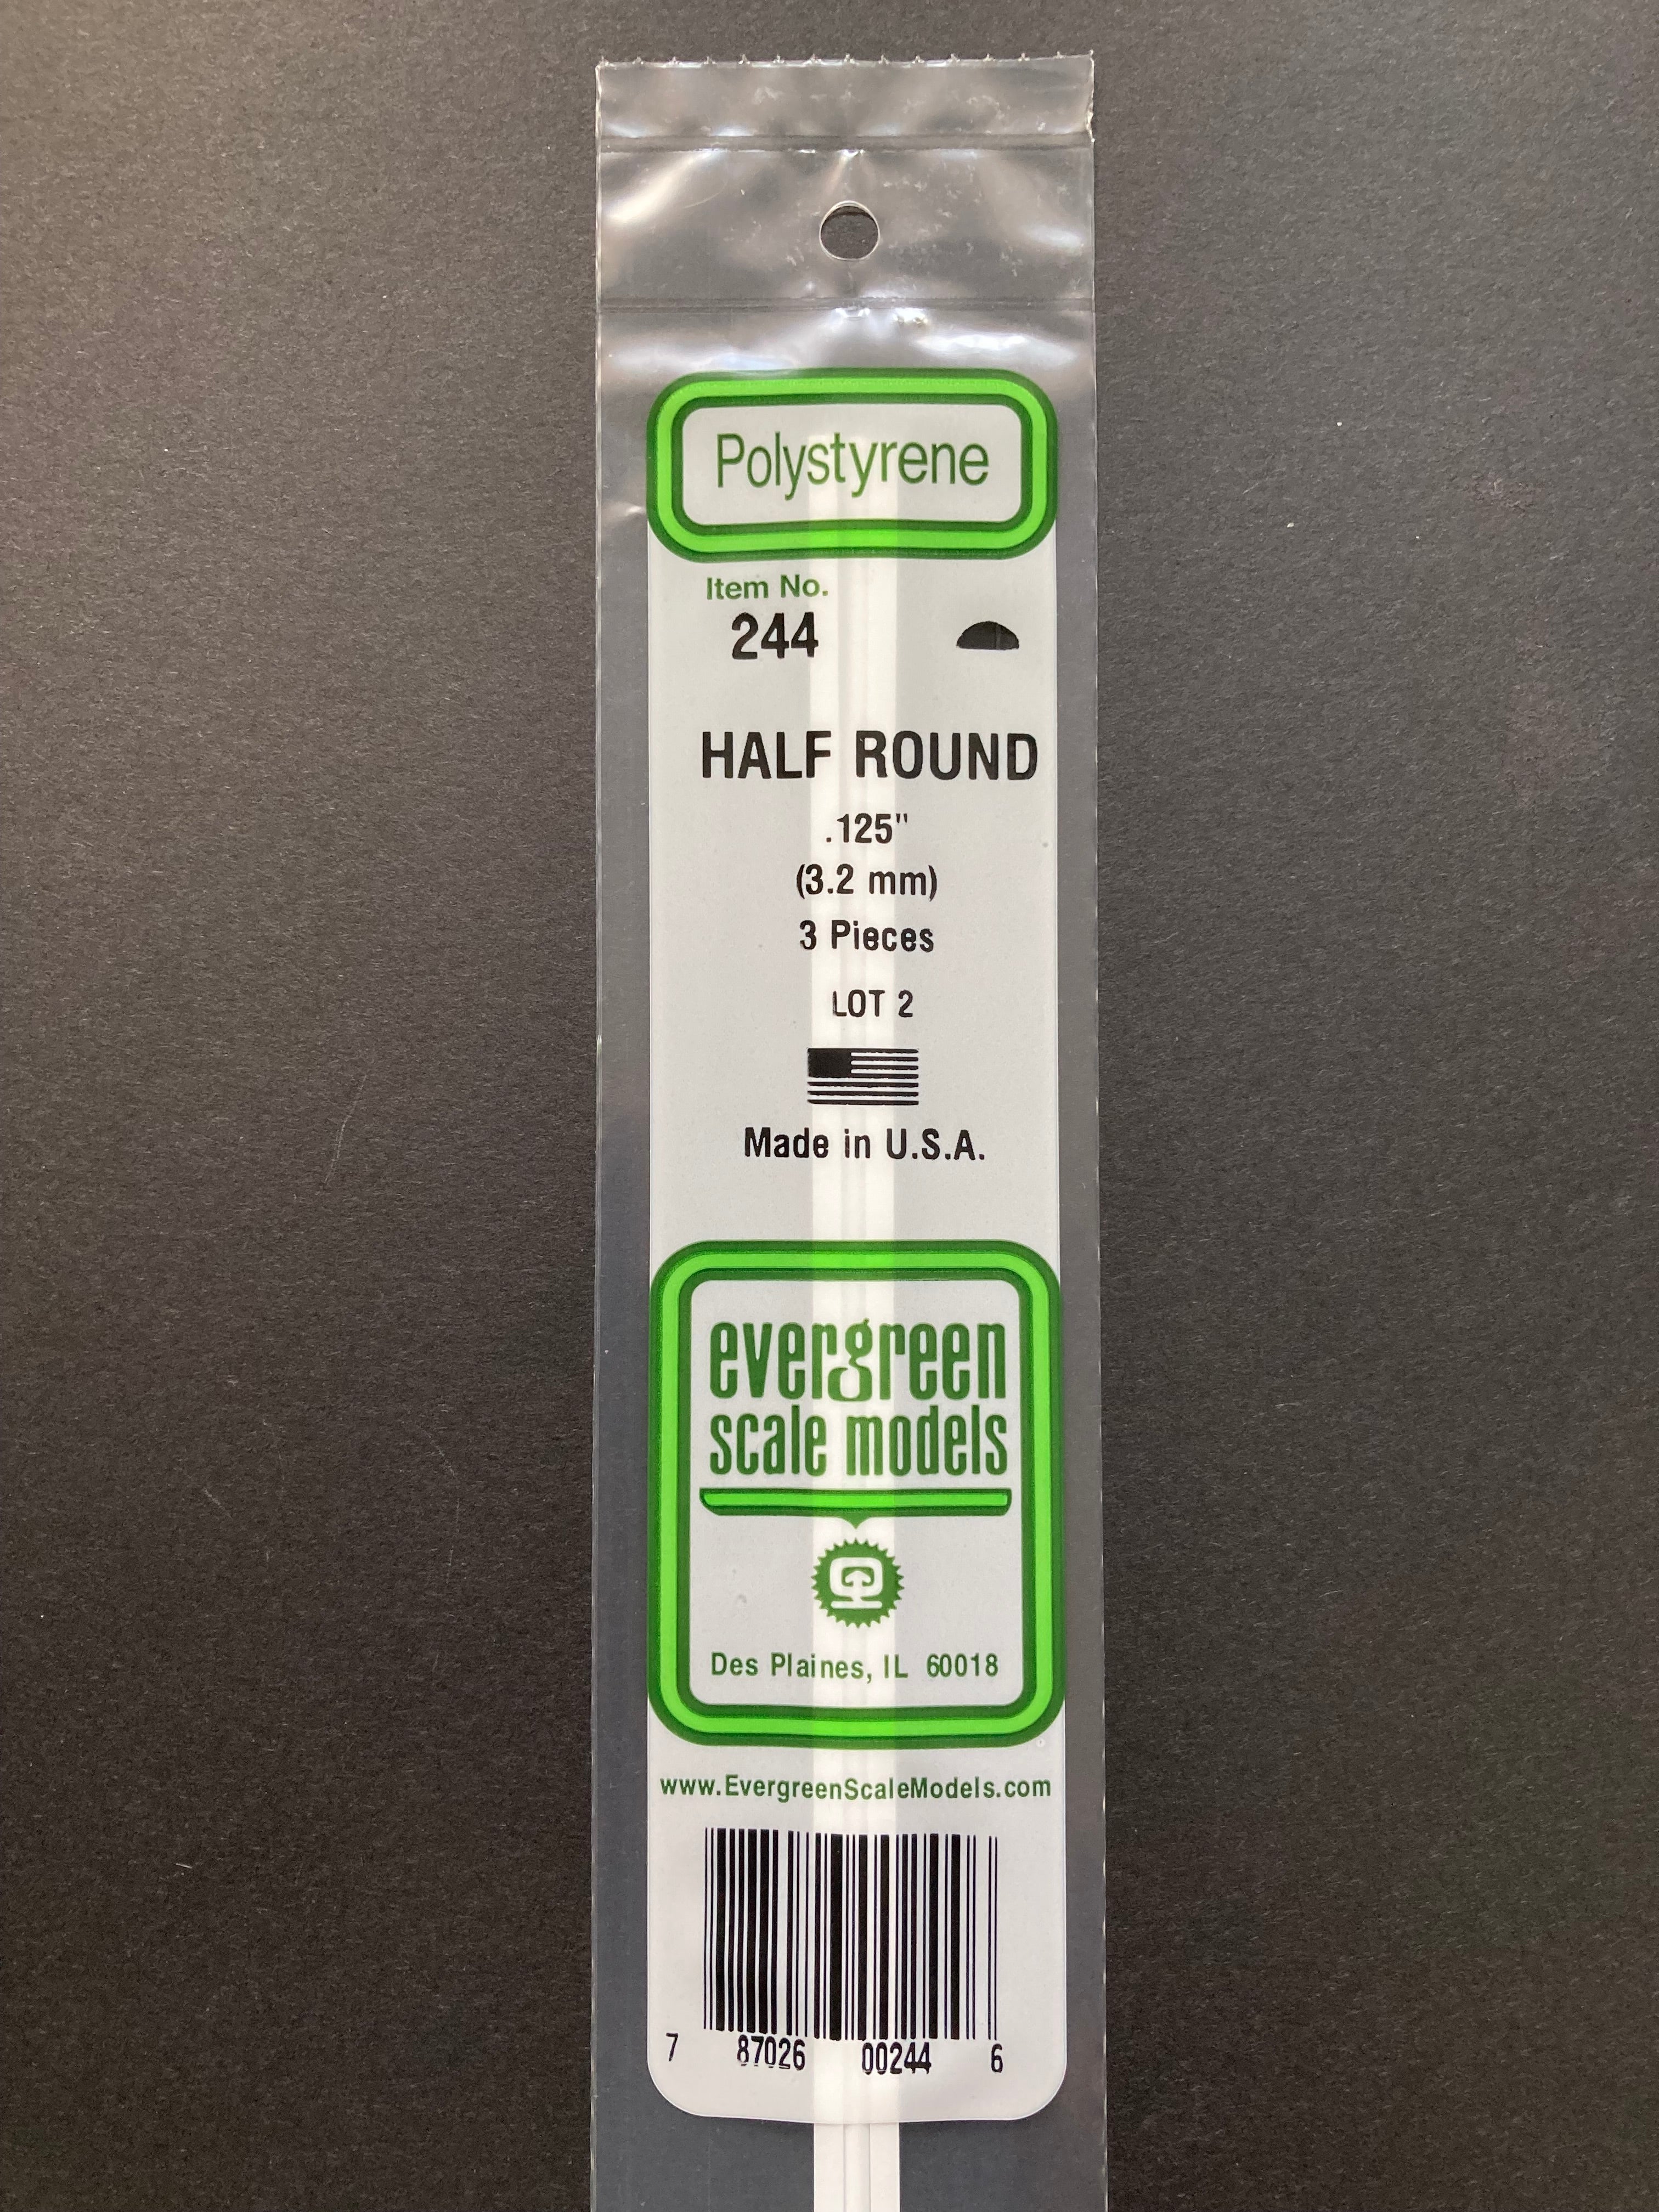 Polystyrene
Item No.
244
HALF ROUND
.125"
(3.2 mm)
3 Pieces
LOT 2
Made in U.S.A.
evergreen
scale models
Des Plaines, IL 60018
www.EvergreenScaleModels.com
7 87026 00244 6